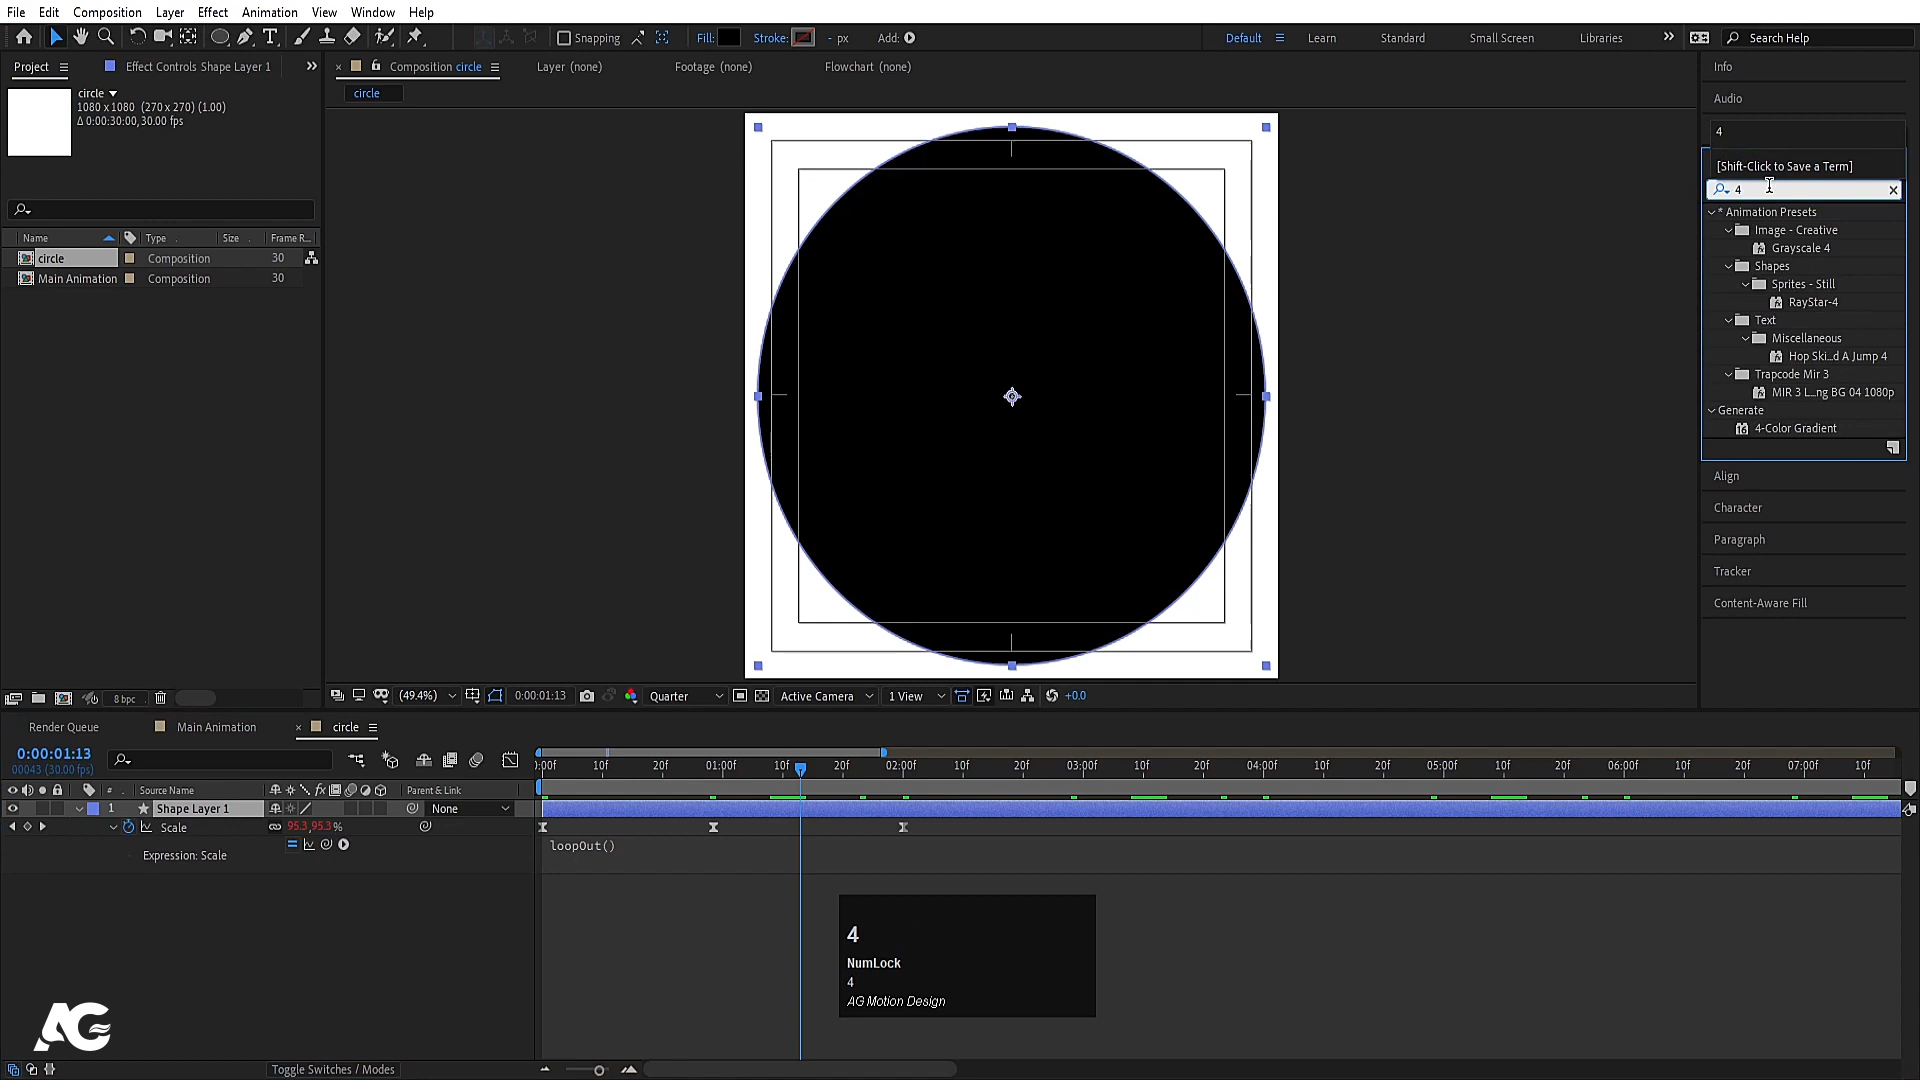 File Edit Composition Layer Effect Animation View Window Help
Snapping Fill: Stroke: - px Add: Default Learn Standard Small Screen Libraries Search Help
Project Effect Controls Shape Layer 1 Composition circle Layer (none) Footage (none) Flowchart (none) Info
circle
1080 x 1080 (270 x 270) (1.00)
Δ 0:00:30:00, 30.00 fps
circle
Audio
4
[Shift-Click to Save a Term]
4
* Animation Presets
Image - Creative
Grayscale 4
Shapes
Sprites - Still
RayStar-4
Text
Miscellaneous
Hop Ski...d A Jump 4
Trapcode Mir 3
MIR 3 L...ng BG 04 1080p
Generate
4-Color Gradient
Align
Character
Paragraph
Tracker
Content-Aware Fill
Name Type Size Frame R...
circle Composition 30
Main Animation Composition 30
8 bpc (49.4%) 0:00:01:13 Quarter Active Camera 1 View +0.0
Render Queue Main Animation circle
0:00:01:13
00043 (30.00 fps)
):00f 10f 20f 01:00f 10f 20f 02:00f 10f 20f 03:00f 10f 20f 04:00f 10f 20f 05:00f 10f 20f 06:00f 10f 20f 07:00f 10f
# Source Name fx Parent & Link
1 Shape Layer 1 None
Scale 95.3,95.3%
Expression: Scale
loopOut()
4
NumLock
4
AG Motion Design
AG
Toggle Switches / Modes